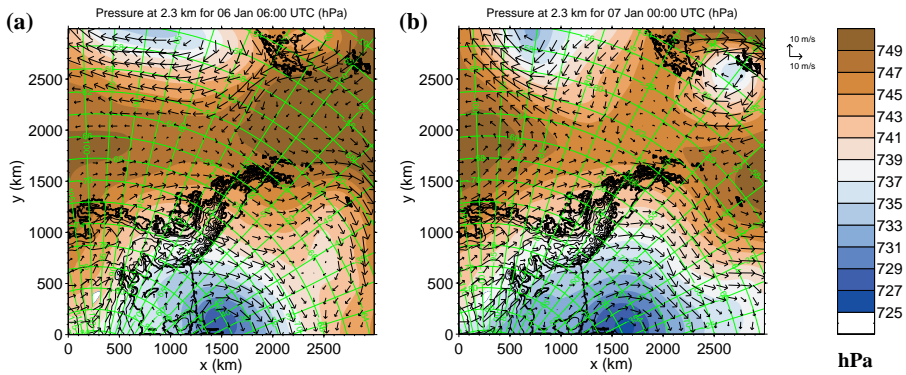 (a) Pressure at 2.3 km for 06 Jan 06:00 UTC (hPa)
(b) Pressure at 2.3 km for 07 Jan 00:00 UTC (hPa)
y (km)
2500
2000
1500
1000
500
0
0 500 1000 1500 2000 2500
x (km)
y (km)
2500
2000
1500
1000
500
0
0 500 1000 1500 2000 2500
x (km)
10 m/s
10 m/s
749
747
745
743
741
739
737
735
733
731
729
727
725
hPa